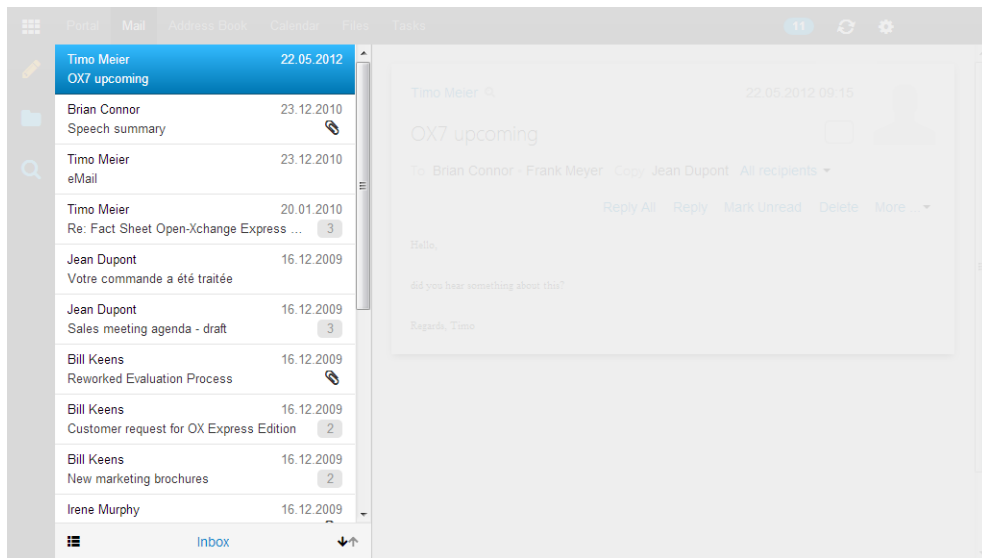 Portal Mail Address Book Calendar Files Tasks 11
Timo Meier 22.05.2012
OX7 upcoming
Brian Connor 23.12.2010
Speech summary
Timo Meier 23.12.2010
eMail
Timo Meier 20.01.2010
Re: Fact Sheet Open-Xchange Express ... 3
Jean Dupont 16.12.2009
Votre commande a été traitée
Jean Dupont 16.12.2009
Sales meeting agenda - draft 3
Bill Keens 16.12.2009
Reworked Evaluation Process
Bill Keens 16.12.2009
Customer request for OX Express Edition 2
Bill Keens 16.12.2009
New marketing brochures 2
Irene Murphy 16.12.2009
Inbox
Timo Meier 22.05.2012 09:15
OX7 upcoming
To: Brian Connor - Frank Meyer Copy: Jean Dupont All recipients
Reply All Reply Mark Unread Delete More ...
Hello,
did you hear something about this?
Regards, Timo